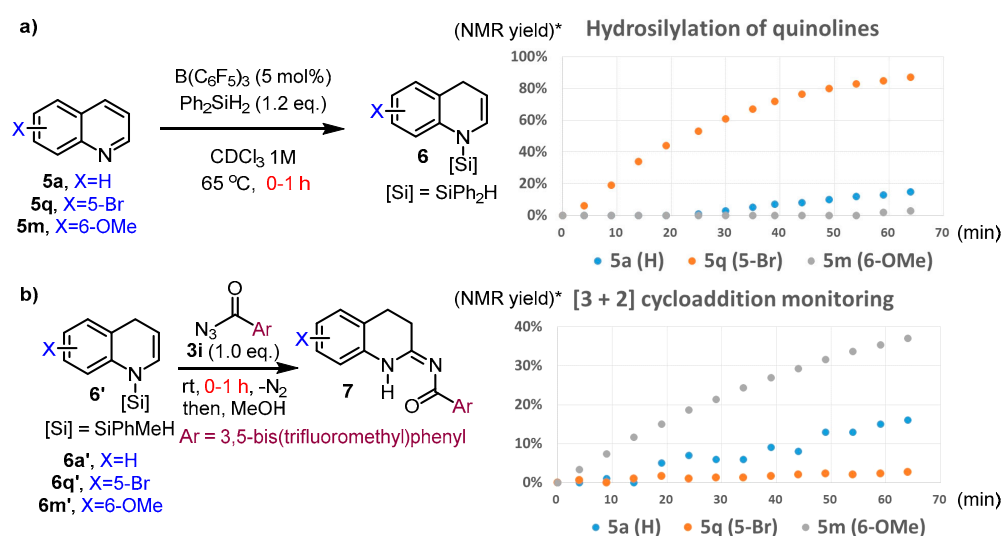 a)
X
N
5a, X=H
5q, X=5-Br
5m, X=6-OMe
B(C6F5)3 (5 mol%)
Ph2SiH2 (1.2 eq.)
CDCl3 1M
65 °C, 0-1 h
X
N
[Si]
6
[Si] = SiPh2H
(NMR yield)* Hydrosilylation of quinolines
100%
80%
60%
40%
20%
0%
0 10 20 30 40 50 60 70 (min)
5a (H) 5q (5-Br) 5m (6-OMe)
b)
X
N
[Si]
6'
[Si] = SiPhMeH
6a', X=H
6q', X=5-Br
6m', X=6-OMe
O
N3 Ar
3i (1.0 eq.)
rt, 0-1 h, -N2
then, MeOH
Ar = 3,5-bis(trifluoromethyl)phenyl
X
N
H
N
O
Ar
7
(NMR yield)* [3 + 2] cycloaddition monitoring
40%
30%
20%
10%
0%
0 10 20 30 40 50 60 70 (min)
5a (H) 5q (5-Br) 5m (6-OMe)